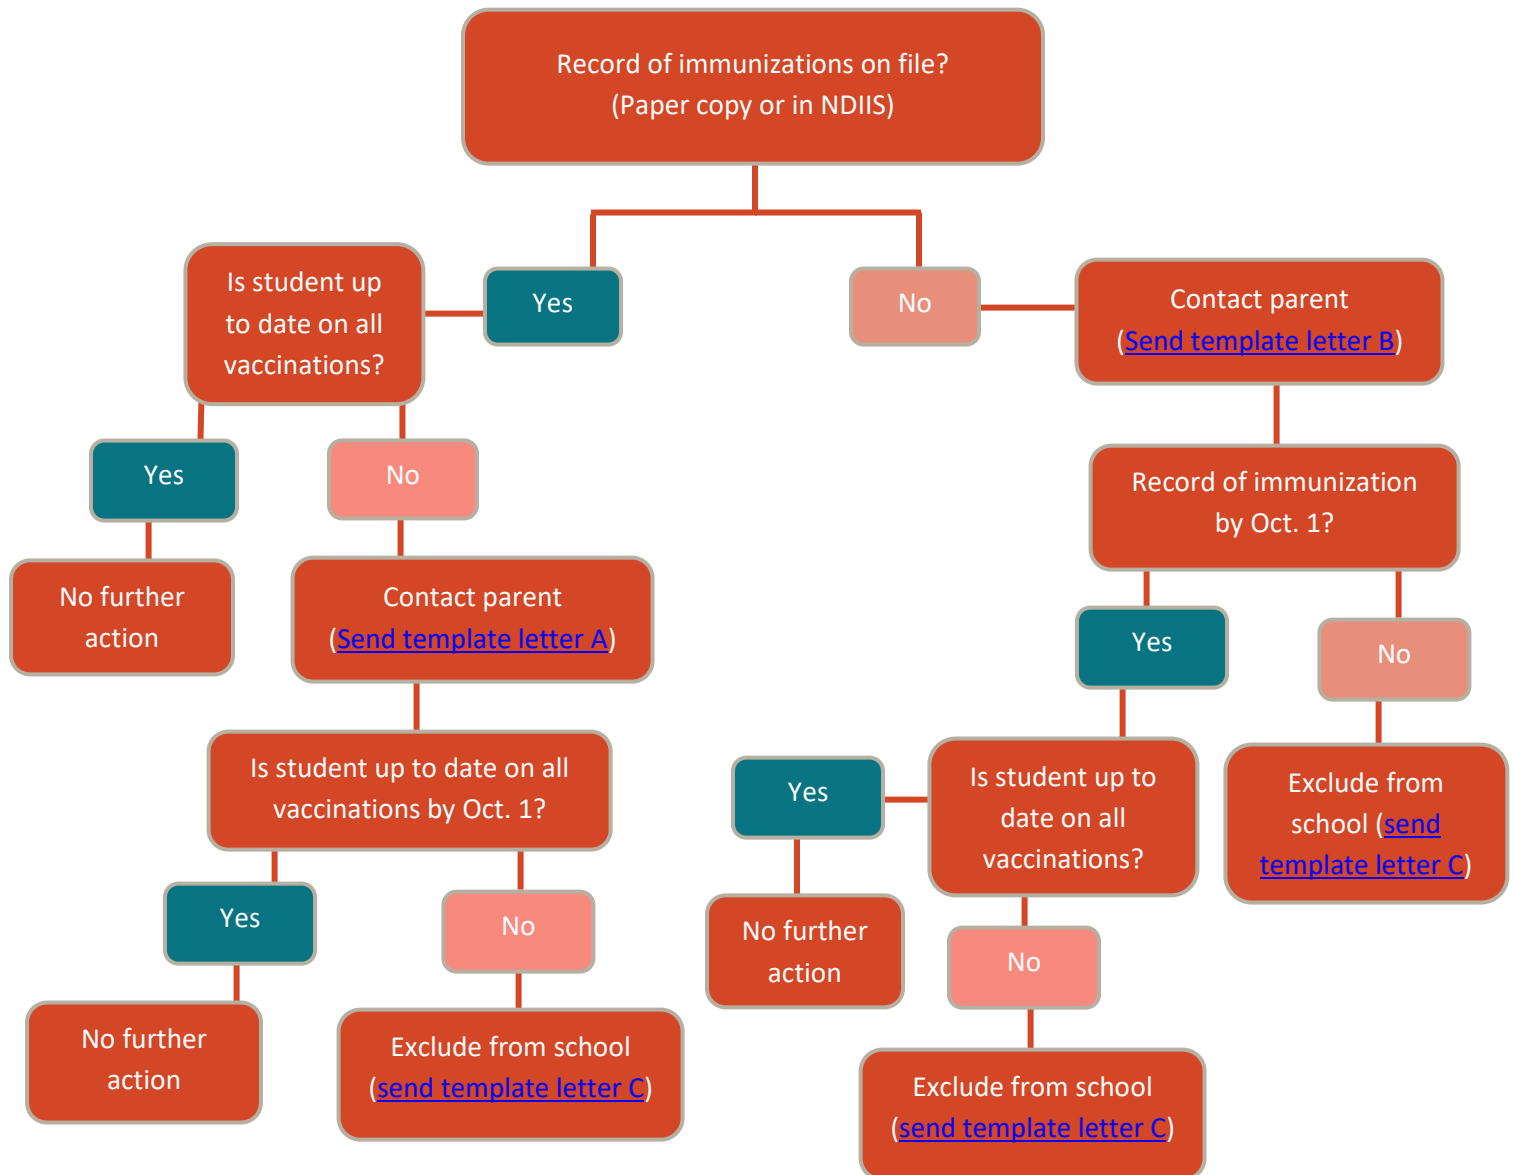 Record of immunizations on file?
(Paper copy or in NDIIS)
Yes
No
Is student up
to date on all
vaccinations?
Contact parent
(Send template letter B)
Yes
No
Record of immunization
by Oct. 1?
No further
action
Contact parent
(Send template letter A)
Yes
No
Is student up to date on all
vaccinations by Oct. 1?
Yes
Is student up to
date on all
vaccinations?
Exclude from
school (send
template letter C)
Yes
No
No further
action
No
No further
action
Exclude from school
(send template letter C)
Exclude from school
(send template letter C)